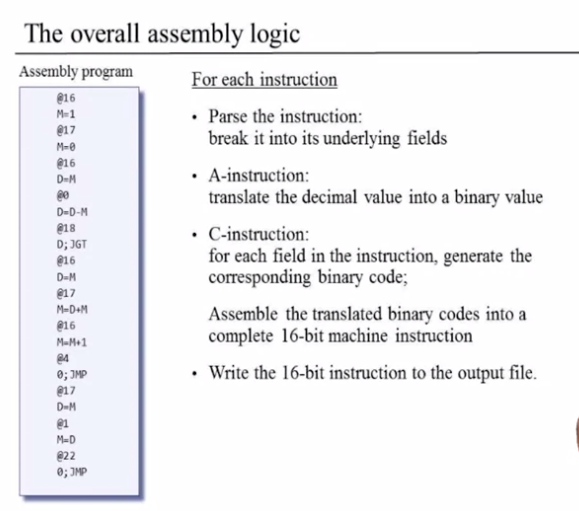 The overall assembly logic
Assembly program
@16
M=1
@17
M=0
@16
D=M
@0
D=D-M
@18
D;JGT
@16
D=M
@17
M=D+M
@16
M=M+1
@4
0;JMP
@17
D=M
@1
M=D
@22
0;JMP
For each instruction
• Parse the instruction:
break it into its underlying fields
• A-instruction:
translate the decimal value into a binary value
• C-instruction:
for each field in the instruction, generate the
corresponding binary code;
Assemble the translated binary codes into a
complete 16-bit machine instruction
• Write the 16-bit instruction to the output file.